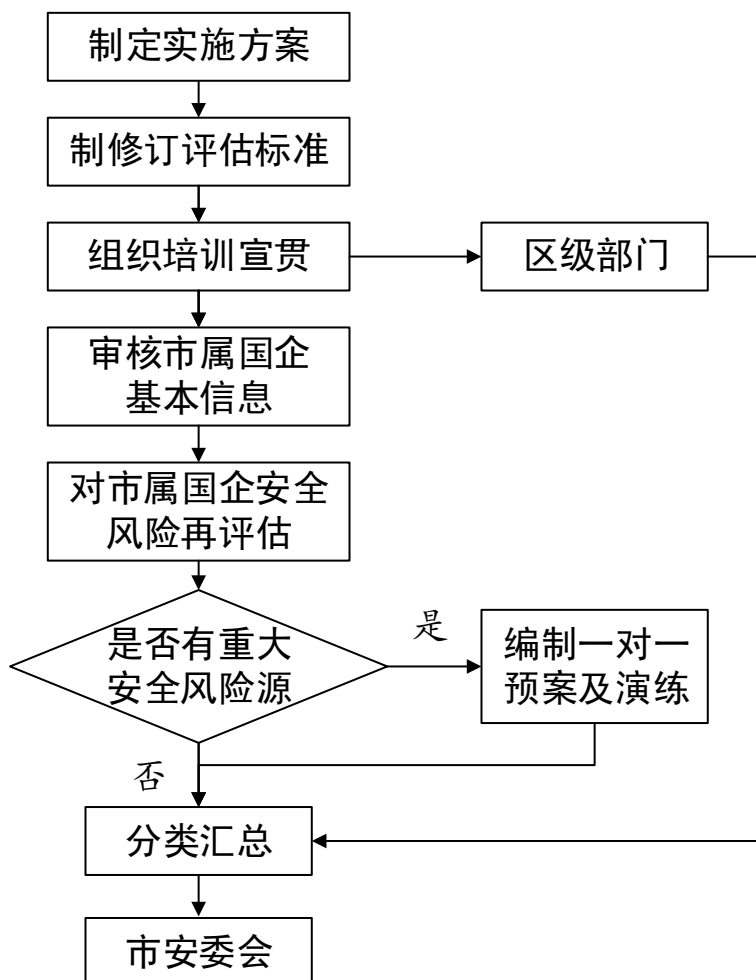 制定实施方案
制修订评估标准
组织培训宣贯
区级部门
审核市属国企
基本信息
对市属国企安全
风险再评估
是否有重大
安全风险源
是
编制一对一
预案及演练
否
分类汇总
市安委会